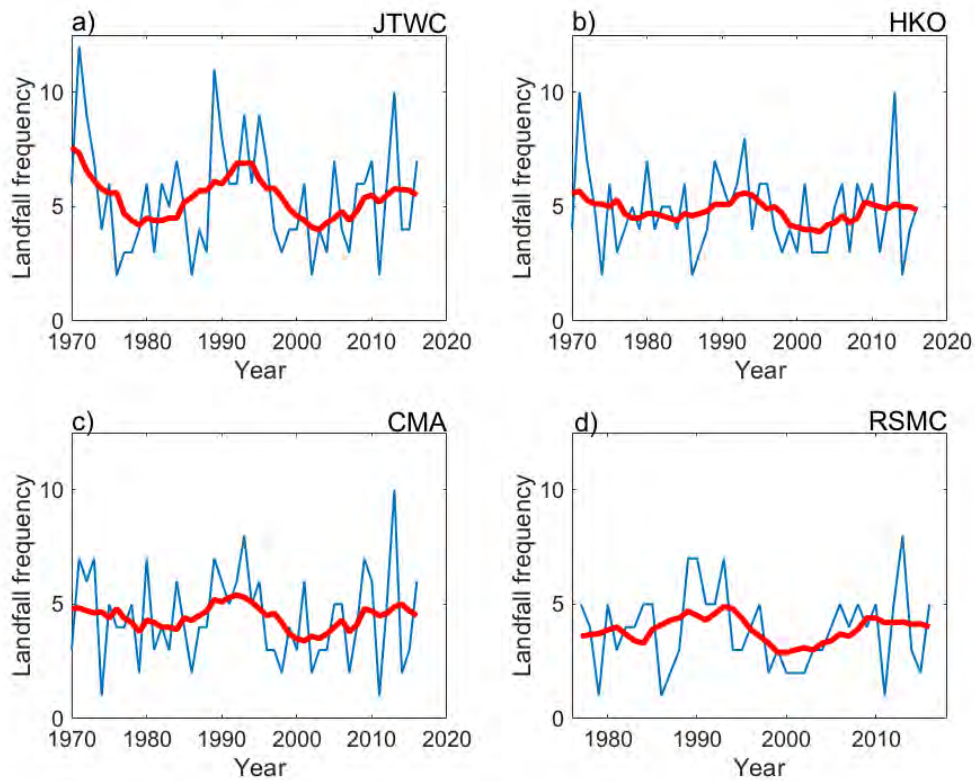 a) JTWC
Landfall frequency
10
5
0
1970 1980 1990 2000 2010 2020
Year
b) HKO
Landfall frequency
10
5
0
1970 1980 1990 2000 2010 2020
Year
c) CMA
Landfall frequency
10
5
0
1970 1980 1990 2000 2010 2020
Year
d) RSMC
Landfall frequency
10
5
0
1980 1990 2000 2010
Year